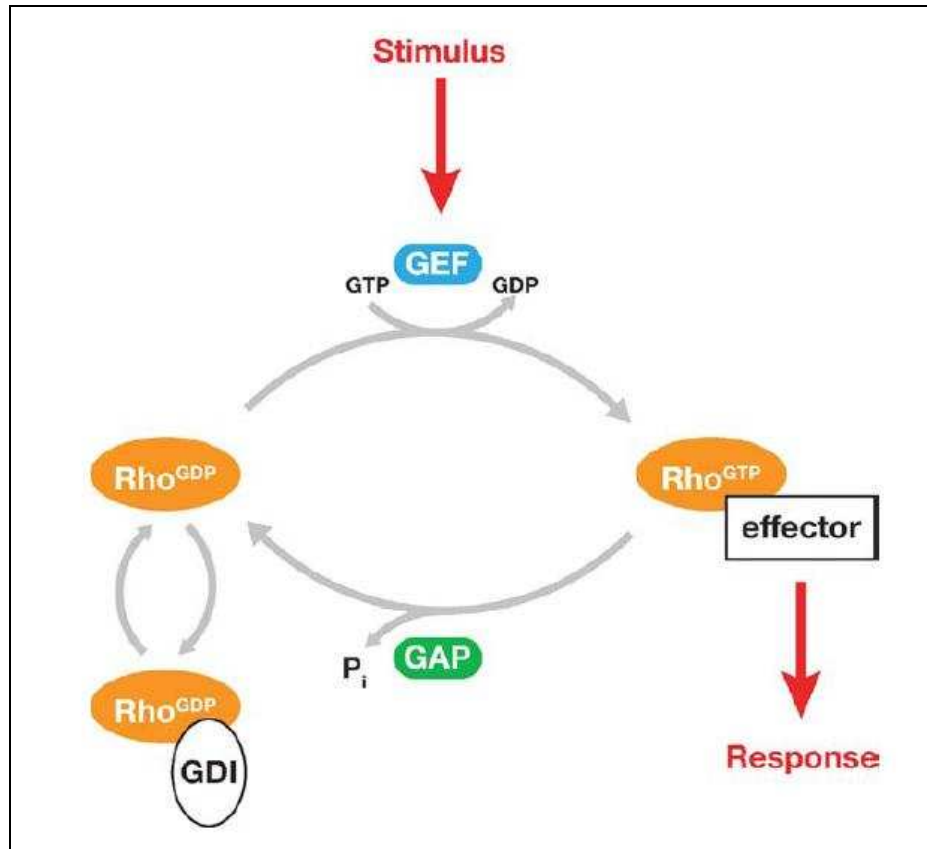 Stimulus
GEF
GTP GDP
Rho^GDP
Rho^GTP
effector
P_i GAP
Rho^GDP
GDI
Response